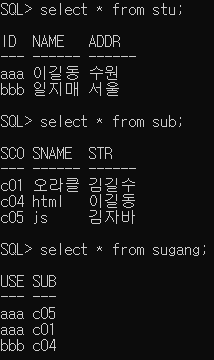 SQL> select * from stu;
ID NAME ADDR
--- ------ ------
aaa 이길동 수원
bbb 일지매 서울
SQL> select * from sub;
SCO SNAME STR
--- ------ ------
c01 오라클 김길수
c04 html 이길동
c05 js 김자바
SQL> select * from sugang;
USE SUB
--- ---
aaa c05
aaa c01
bbb c04